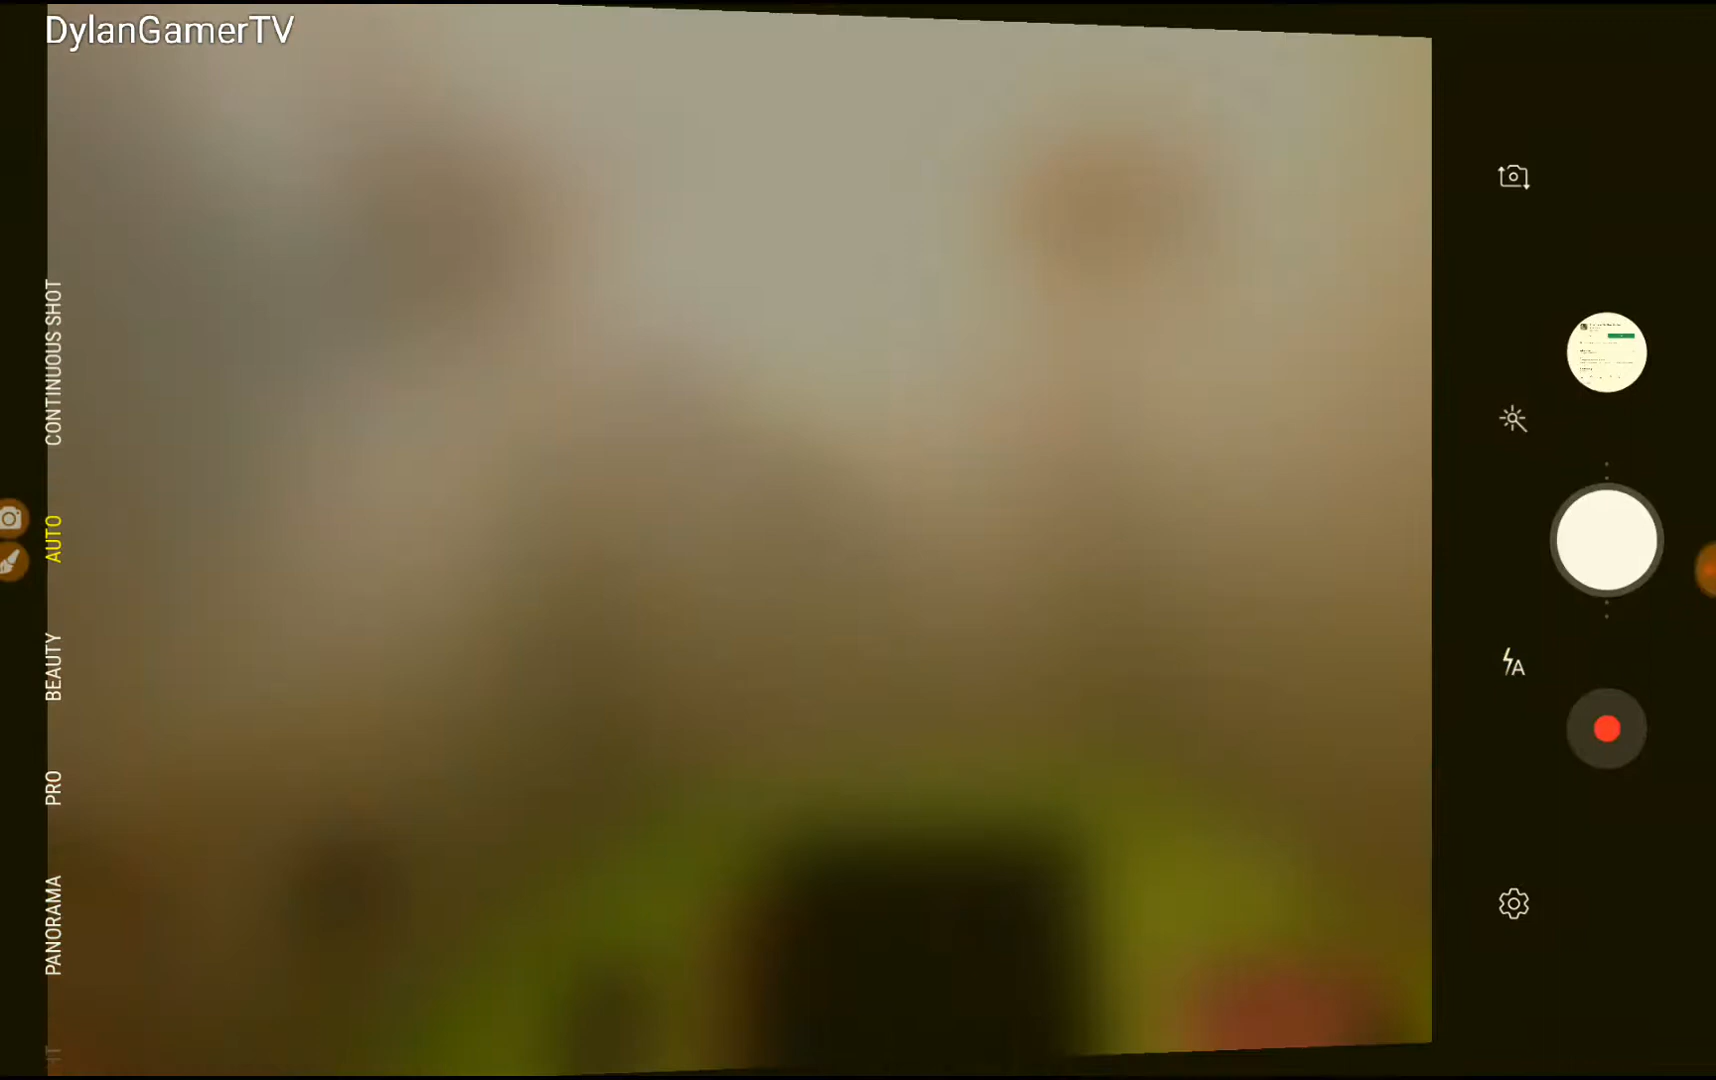 DylanGamerTV
CONTINUOUS SHOT
AUTO
BEAUTY
PRO
PANORAMA
A